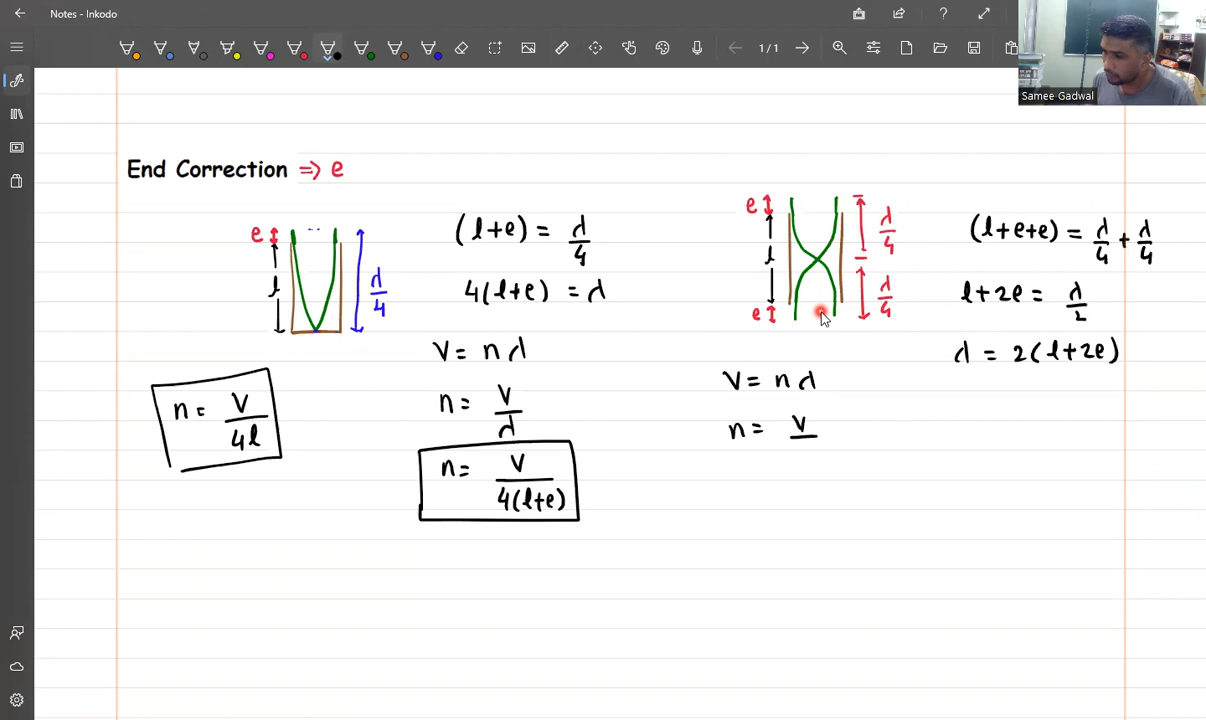 Notes - Inkodo
1/1
Samee Gadwal
End Correction => e
e
l
λ/4
(l+e) = λ/4
4(l+e) = λ
V = nλ
n = V/λ
n = V/4(l+e)
n = V/4l
e
l
e
λ/4
λ/4
(l+e+e) = λ/4 + λ/4
l+2e = λ/2
λ = 2(l+2e)
V = nλ
n = V/